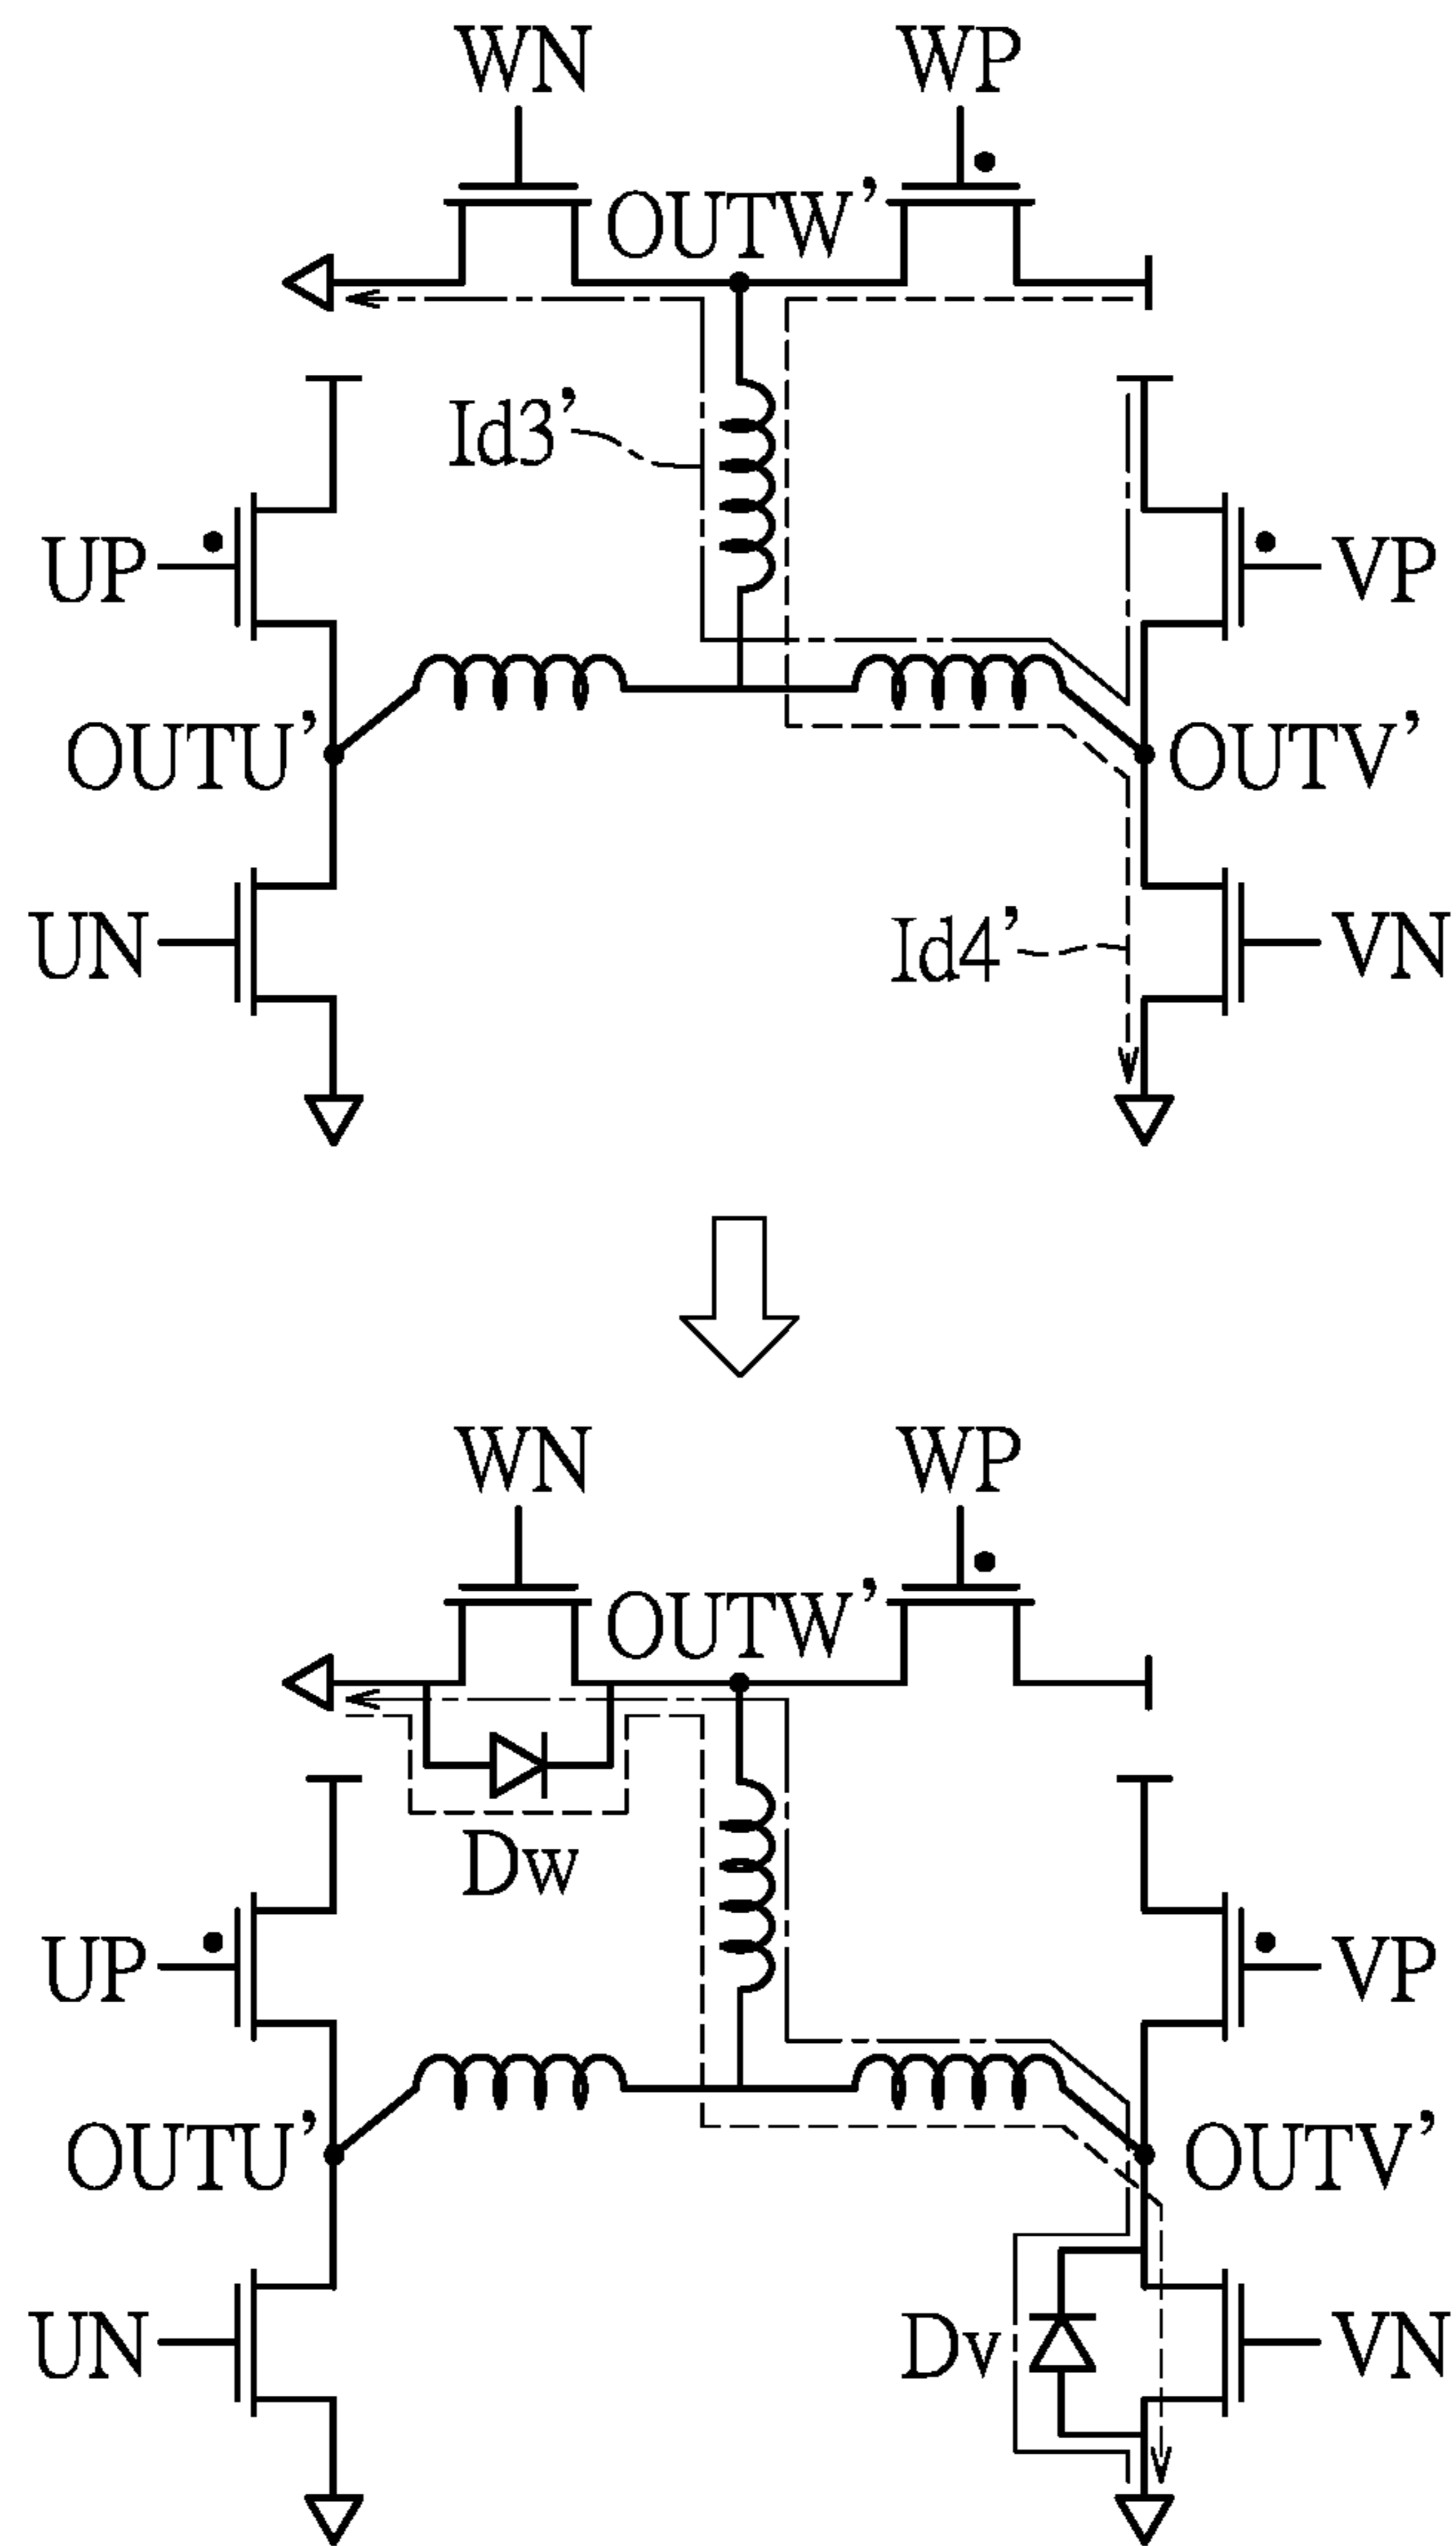 WN WP
OUTW’
Id3’
UP VP
OUTU’ OUTV’
UN Id4’ VN
WN WP
OUTW’
Dw
UP VP
OUTU’ OUTV’
UN Dv VN